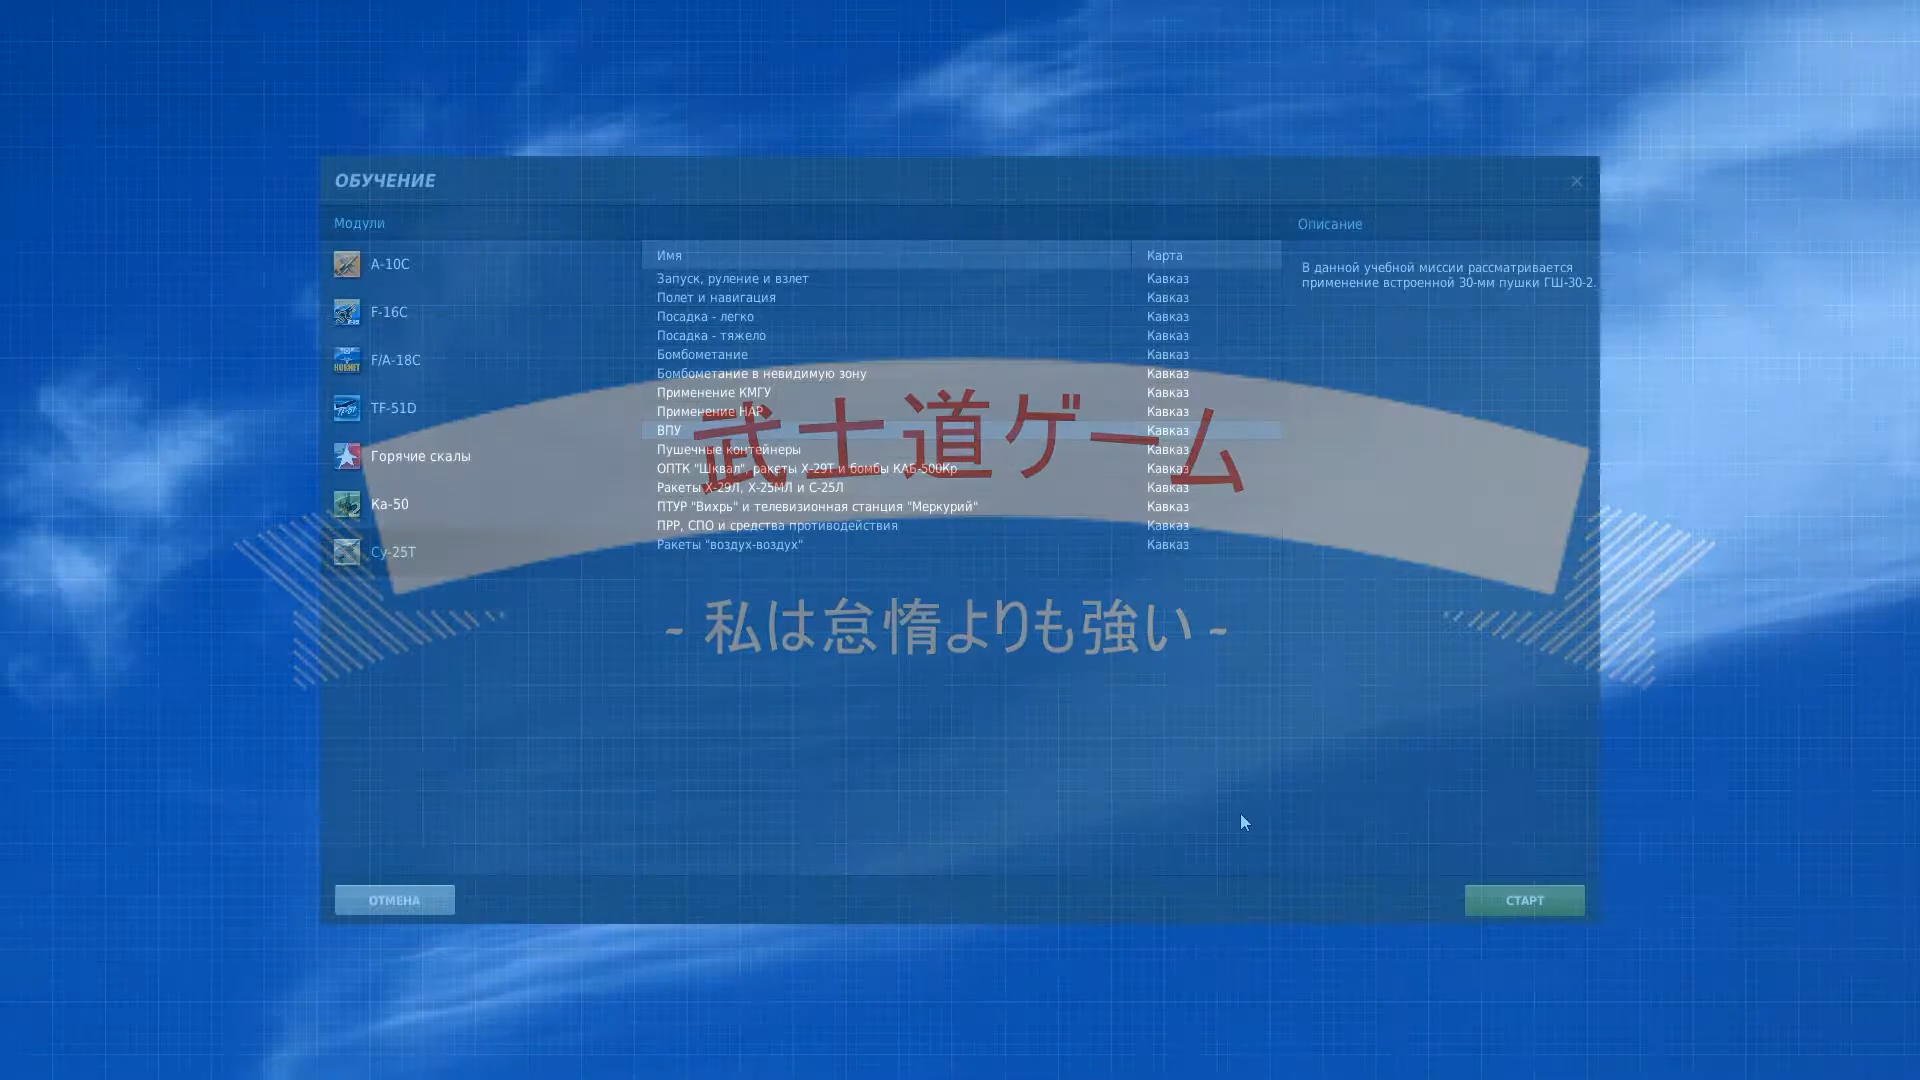 ОБУЧЕНИЕ
Модули
Описание
A-10C
F-16C
F/A-18C
TF-51D
Горячие скалы
Ка-50
Су-25Т
Имя Карта
Запуск, руление и взлет Кавказ
Полет и навигация Кавказ
Посадка - легко Кавказ
Посадка - тяжело Кавказ
Бомбометание Кавказ
Бомбометание в невидимую зону Кавказ
Применение КМГУ Кавказ
Применение НАР Кавказ
ВПУ Кавказ
Пушечные контейнеры Кавказ
ОПТК "Шквал", ракеты Х-29Т и бомбы КАБ-500Кр Кавказ
Ракеты Х-29Л, Х-25МЛ и С-25Л Кавказ
ПТУР "Вихрь" и телевизионная станция "Меркурий" Кавказ
ПРР, СПО и средства противодействия Кавказ
Ракеты "воздух-воздух" Кавказ
В данной учебной миссии рассматривается
применение встроенной 30-мм пушки ГШ-30-2.
武士道ゲーム
- 私は怠惰よりも強い -
ОТМЕНА
СТАРТ